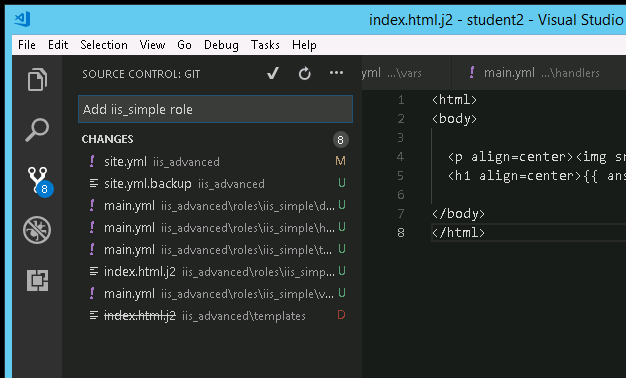 index.html.j2 - student2 - Visual Studio
File Edit Selection View Go Debug Tasks Help
SOURCE CONTROL: GIT
yml ...\vars
! main.yml ...\handlers
Add iis_simple role
CHANGES 8
! site.yml iis_advanced M
site.yml.backup iis_advanced U
! main.yml iis_advanced\roles\iis_simple\d... U
! main.yml iis_advanced\roles\iis_simple\h... U
! main.yml iis_advanced\roles\iis_simple\t... U
index.html.j2 iis_advanced\roles\iis_simp... U
! main.yml iis_advanced\roles\iis_simple\v... U
index.html.j2 iis_advanced\templates D
8
1 <html>
2 <body>
3
4 <p align=center><img sr
5 <h1 align=center>{{ ans
6
7 </body>
8 </html>